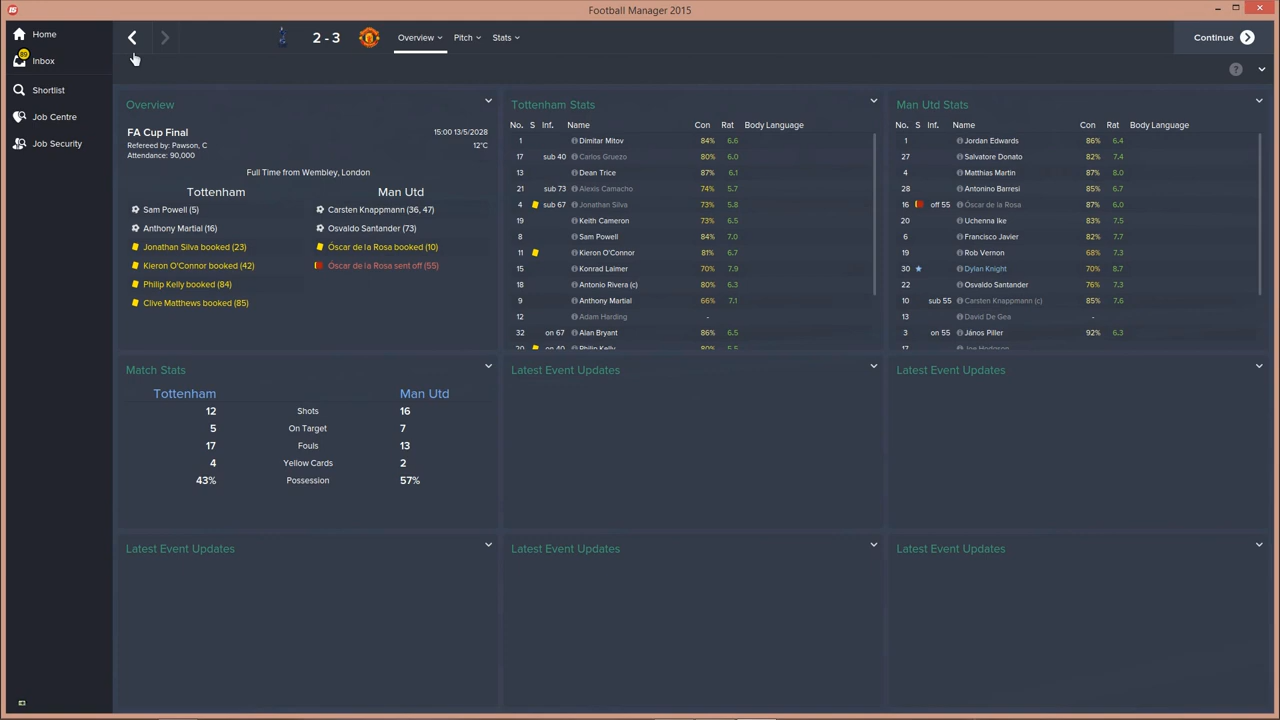 Football Manager 2015
Home
89
Inbox
Shortlist
Job Centre
Job Security
2 - 3
Overview
Pitch
Stats
Continue
?
Overview
FA Cup Final
15:00 13/5/2028
Refereed by: Pawson, C
12°C
Attendance: 90,000
Full Time from Wembley, London
Tottenham
Man Utd
Sam Powell (5)
Carsten Knappmann (36, 47)
Anthony Martial (16)
Osvaldo Santander (73)
Jonathan Silva booked (23)
Óscar de la Rosa booked (10)
Kieron O'Connor booked (42)
Óscar de la Rosa sent off (55)
Philip Kelly booked (84)
Clive Matthews booked (85)
Tottenham Stats
No. S Inf. Name Con Rat Body Language
1 Dimitar Mitov 84% 6.6
17 sub 40 Carlos Gruezo 80% 6.0
13 Dean Trice 87% 6.1
21 sub 73 Alexis Camacho 74% 5.7
4 sub 67 Jonathan Silva 73% 5.8
19 Keith Cameron 73% 6.5
8 Sam Powell 84% 7.0
11 Kieron O'Connor 81% 6.7
15 Konrad Laimer 70% 7.9
18 Antonio Rivera (c) 80% 6.3
9 Anthony Martial 66% 7.1
12 Adam Harding -
32 on 67 Alan Bryant 86% 6.5
20 on 40 Philip Kelly 80% 5.5
Man Utd Stats
No. S Inf. Name Con Rat Body Language
1 Jordan Edwards 86% 6.4
27 Salvatore Donato 82% 7.4
4 Matthias Martin 87% 8.0
28 Antonino Barresi 85% 6.7
16 off 55 Óscar de la Rosa 87% 6.0
20 Uchenna Ike 83% 7.5
6 Francisco Javier 82% 7.7
19 Rob Vernon 68% 7.3
30 Dylan Knight 70% 8.7
22 Osvaldo Santander 76% 7.3
10 sub 55 Carsten Knappmann (c) 85% 7.6
13 David De Gea -
3 on 55 János Piller 92% 6.3
17
Match Stats
Tottenham
Man Utd
12 Shots 16
5 On Target 7
17 Fouls 13
4 Yellow Cards 2
43% Possession 57%
Latest Event Updates
Latest Event Updates
Latest Event Updates
Latest Event Updates
Latest Event Updates